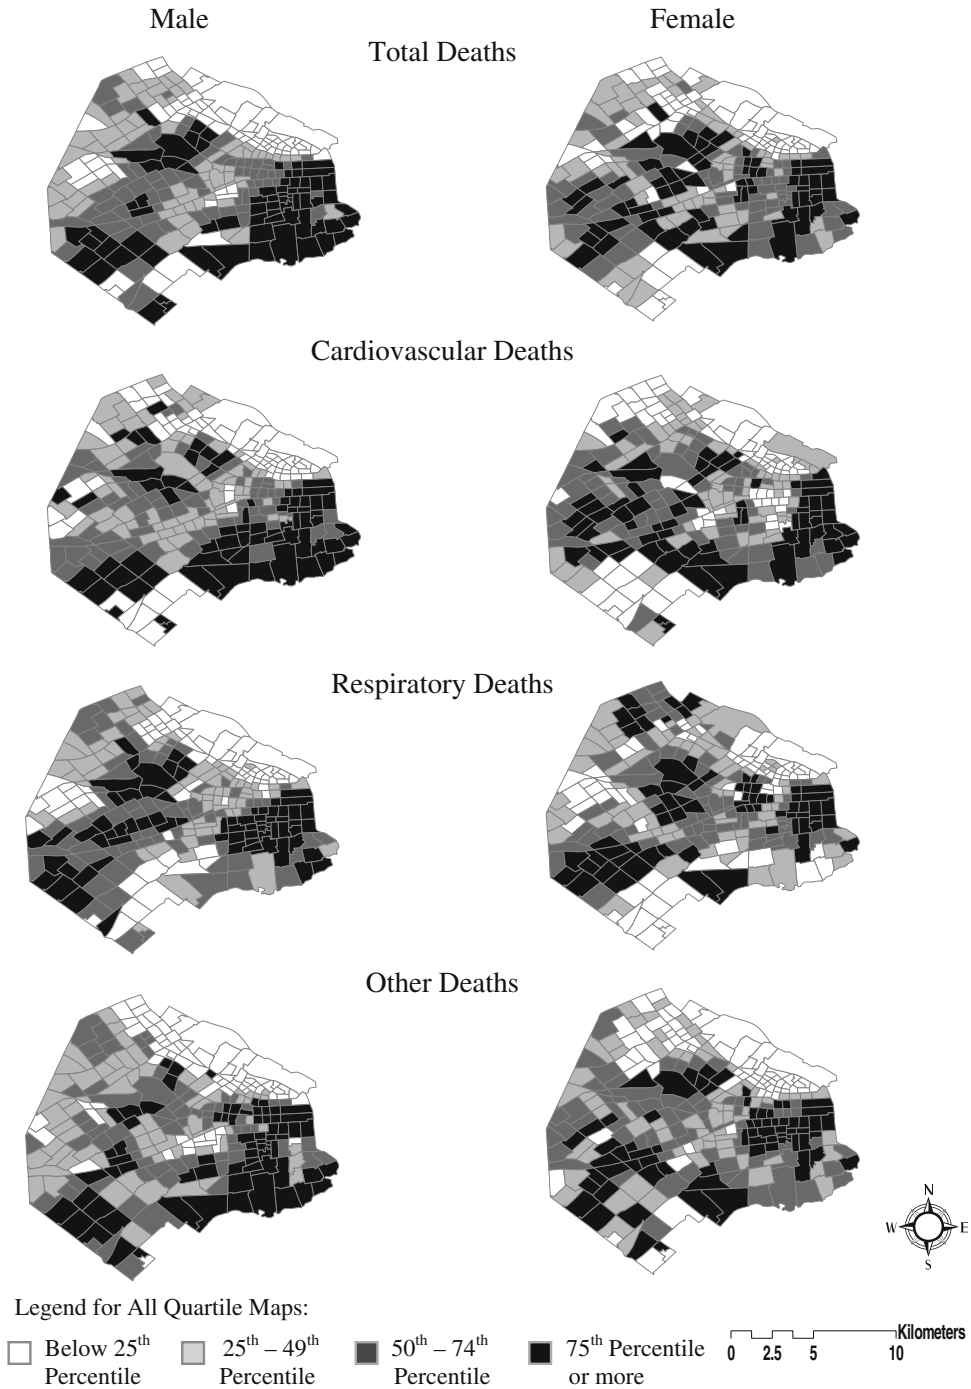 Male Female
Total Deaths
Cardiovascular Deaths
Respiratory Deaths
Other Deaths
N
W E
S
Legend for All Quartile Maps:
Below 25th Percentile
25th – 49th Percentile
50th – 74th Percentile
75th Percentile or more
Kilometers
0 2.5 5 10